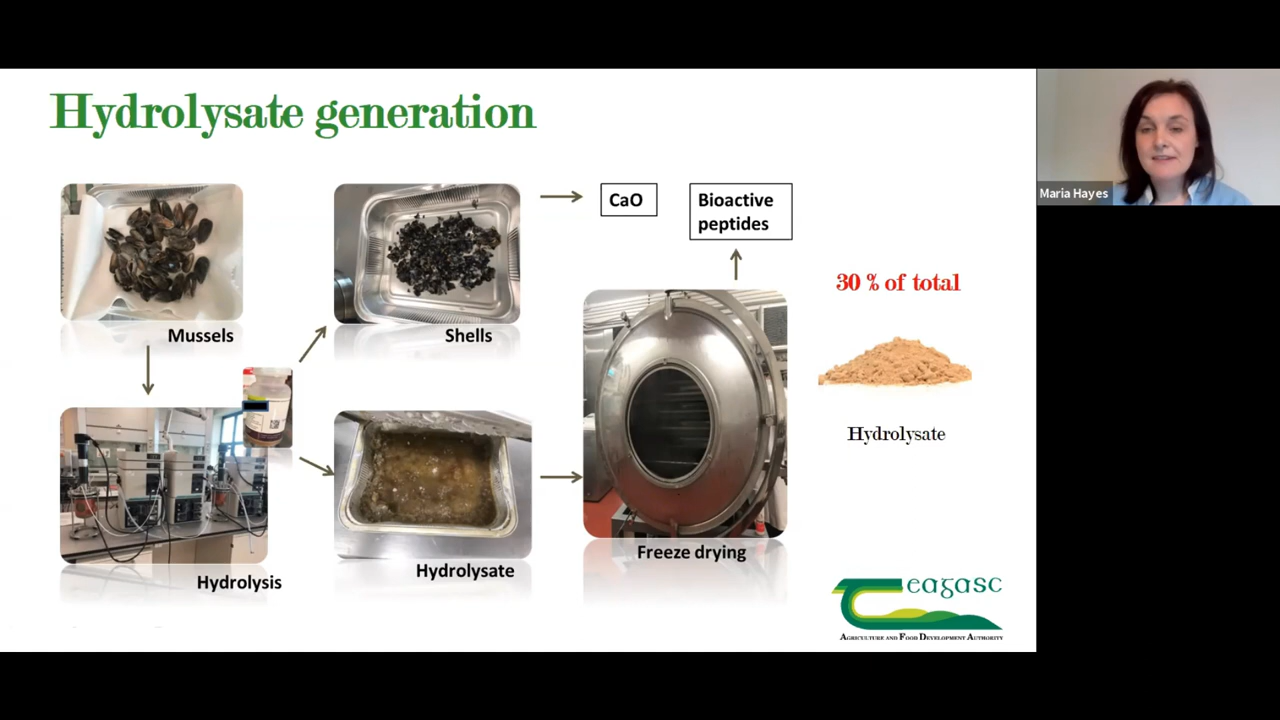 Hydrolysate generation
Mussels
Shells
CaO
Bioactive
peptides
30 % of total
Hydrolysate
Hydrolysis
Hydrolysate
Freeze drying
Maria Hayes
eagasc
AGRICULTURE AND FOOD DEVELOPMENT AUTHORITY